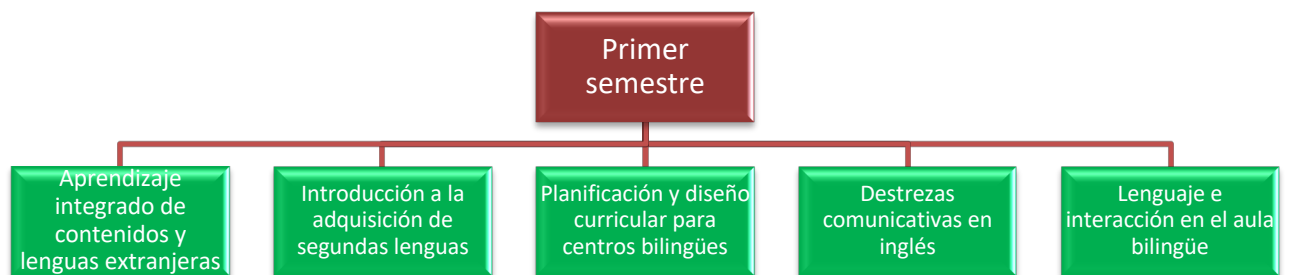 Primer
semestre
Aprendizaje
integrado de
contenidos y
lenguas extranjeras
Introducción a la
adquisición de
segundas lenguas
Planificación y diseño
curricular para
centros bilingües
Destrezas
comunicativas en
inglés
Lenguaje e
interacción en el aula
bilingüe